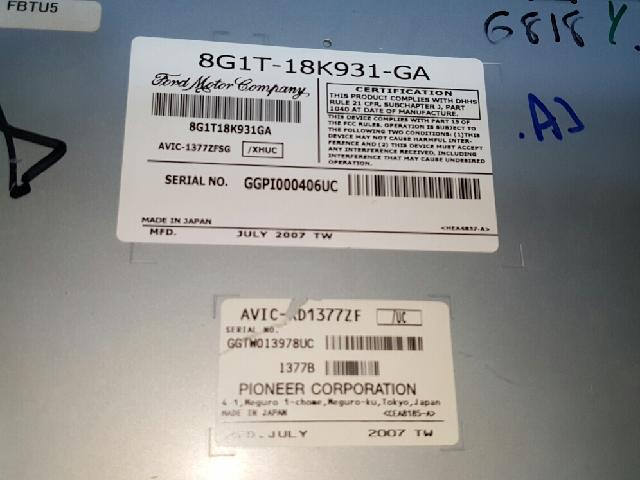 FBTU5
G818Y
.AJ
8G1T-18K931-GA
Ford Motor Company
8G1T18K931GA
AVIC-1377ZFSG /XHUC
CERTIFICATION
THIS PRODUCT COMPLIES WITH DHHS
RULE 21 CFR, SUBCHAPTER J, PART
1040 AT DATE OF MANUFACTURE.
THIS DEVICE COMPLIES WITH PART 15 OF
THE FCC RULES. OPERATION IS SUBJECT TO
THE FOLLOWING TWO CONDITIONS: (1)THIS
DEVICE MAY NOT CAUSE HARMFUL INTER-
FERENCE AND (2) THIS DEVICE MUST ACCEPT
ANY INTERFERENCE RECEIVED, INCLUDING
INTERFERENCE THAT MAY CAUSE UNDESIRED
OPERATION.
SERIAL NO. GGPI000406UC
MADE IN JAPAN
MFD. JULY 2007 TW <HEA4832-A>
AVIC- D1377ZF /UC
SERIAL NO.
GGTW013978UC
1377B
PIONEER CORPORATION
4-1,Meguro 1-chome,Meguro-ku,Tokyo,Japan
MADE IN JAPAN <CEA8185-A>
MFD. JULY 2007 TW